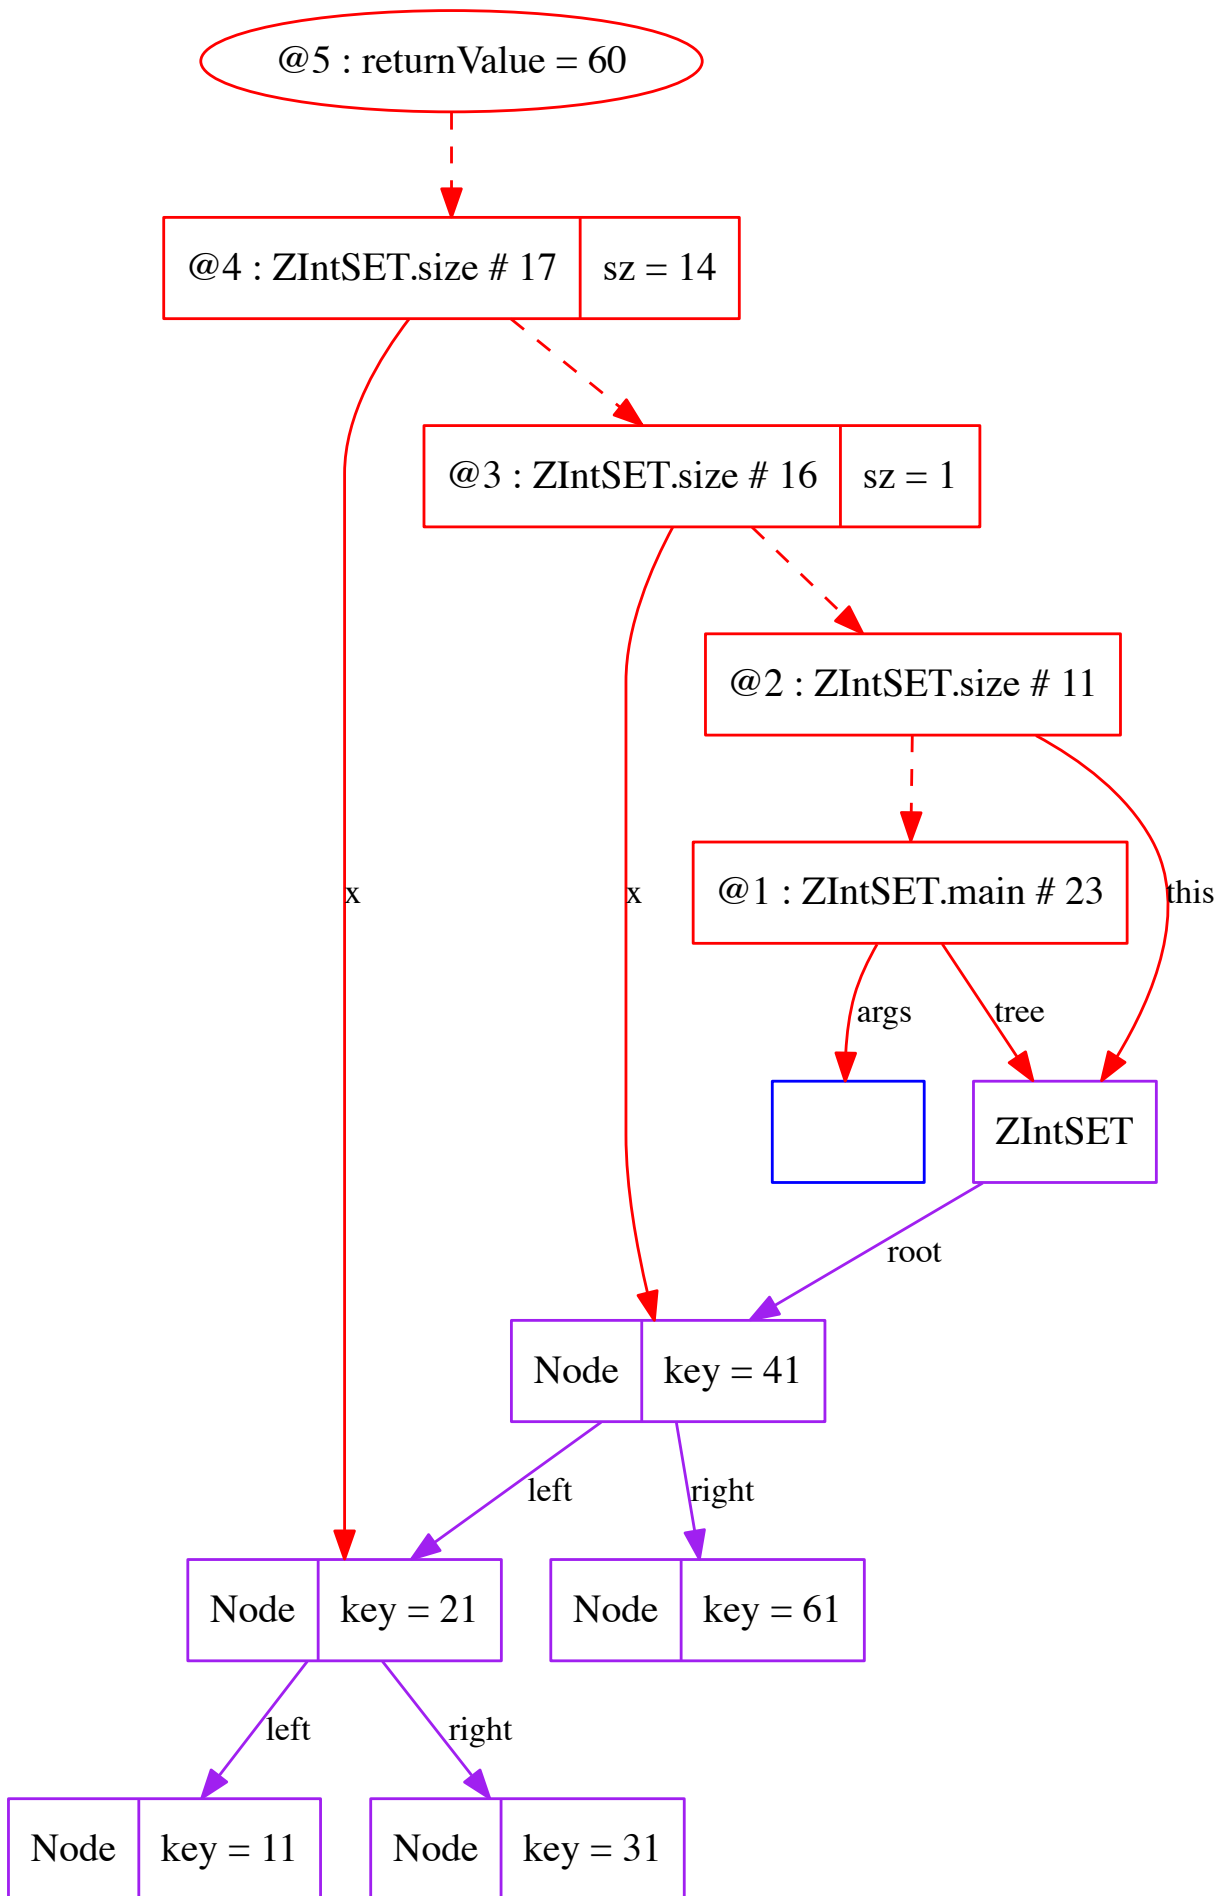 @5 : returnValue = 60
@4 : ZIntSET.size # 17 sz = 14
@3 : ZIntSET.size # 16 sz = 1
@2 : ZIntSET.size # 11
x x @1 : ZIntSET.main # 23 this
args tree
ZIntSET
root
Node key = 41
left right
Node key = 21 Node key = 61
left right
Node key = 11 Node key = 31